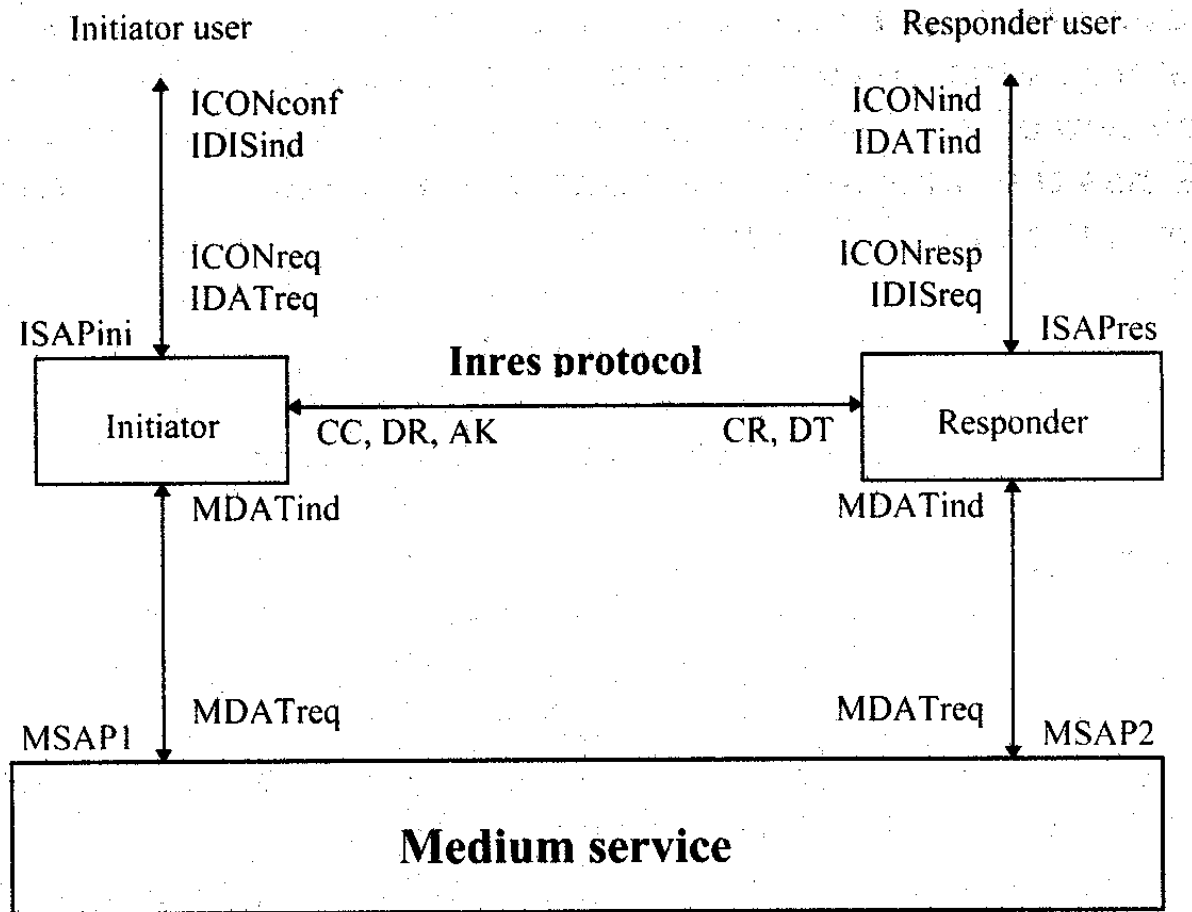 Initiator user
Responder user
ICONconf
IDISind
ICONind
IDATind
ICONreq
IDATreq
ICONresp
IDISreq
ISAPini
ISAPres
Inres protocol
Initiator
Responder
CC, DR, AK
CR, DT
MDATind
MDATind
MDATreq
MDATreq
MSAP1
MSAP2
Medium service